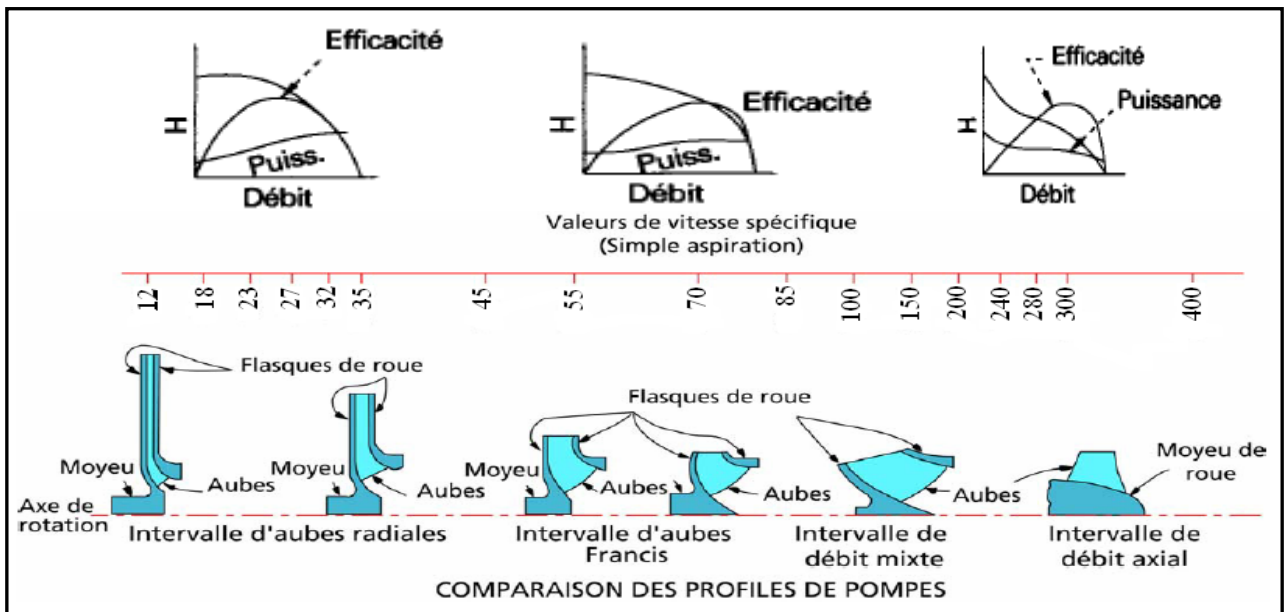 Efficacité
H
Puiss.
Débit
Efficacité
H
Puiss.
Débit
Efficacité
Puissance
H
Débit
Valeurs de vitesse spécifique
(Simple aspiration)
12 18 23 27 32 35 45 55 70 85 100 150 200 240 280 300 400
Flasques de roue
Moyeu
Aubes
Moyeu
Aubes
Axe de
rotation
Intervalle d'aubes radiales
Flasques de roue
Moyeu
Aubes
Aubes
Intervalle d'aubes
Francis
Intervalle de
débit mixte
Aubes
Moyeu de
roue
Intervalle de
débit axial
COMPARAISON DES PROFILES DE POMPES